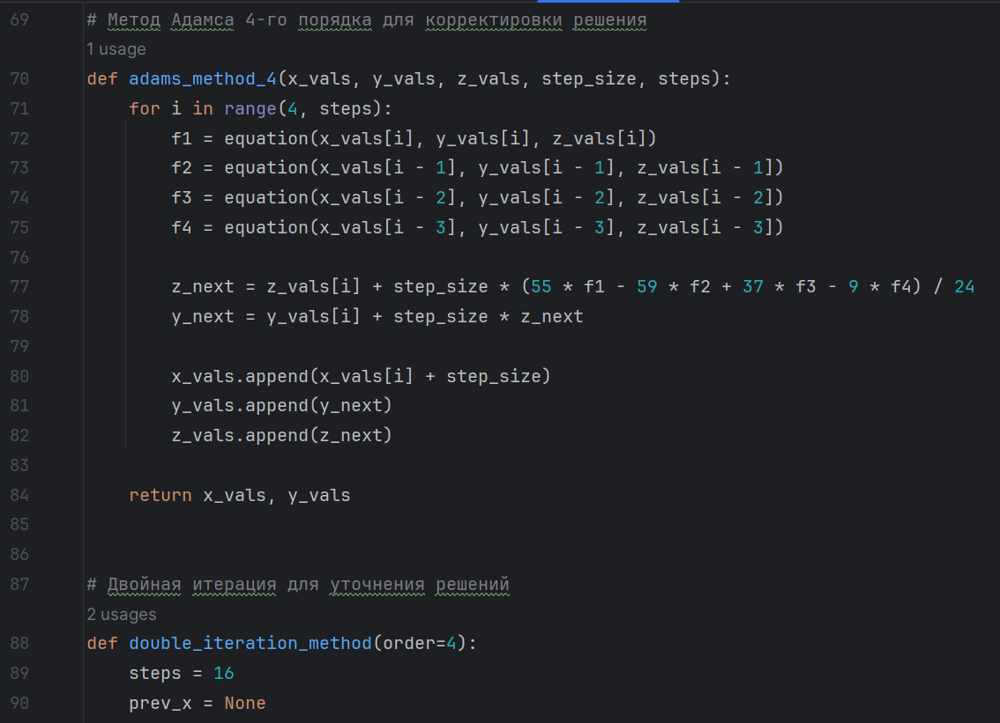 69 # Метод Адамса 4-го порядка для корректировки решения
1 usage
70 def adams_method_4(x_vals, y_vals, z_vals, step_size, steps):
71     for i in range(4, steps):
72         f1 = equation(x_vals[i], y_vals[i], z_vals[i])
73         f2 = equation(x_vals[i - 1], y_vals[i - 1], z_vals[i - 1])
74         f3 = equation(x_vals[i - 2], y_vals[i - 2], z_vals[i - 2])
75         f4 = equation(x_vals[i - 3], y_vals[i - 3], z_vals[i - 3])
76
77         z_next = z_vals[i] + step_size * (55 * f1 - 59 * f2 + 37 * f3 - 9 * f4) / 24
78         y_next = y_vals[i] + step_size * z_next
79
80         x_vals.append(x_vals[i] + step_size)
81         y_vals.append(y_next)
82         z_vals.append(z_next)
83
84     return x_vals, y_vals
85
86
87 # Двойная итерация для уточнения решений
2 usages
88 def double_iteration_method(order=4):
89     steps = 16
90     prev_x = None